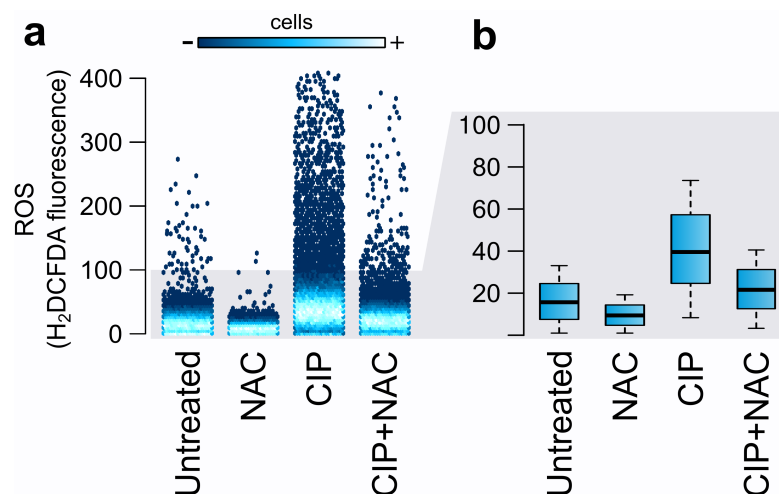 a
cells
- +
ROS
(H₂DCFDA fluorescence)
400
300
200
100
0
Untreated
NAC
CIP
CIP+NAC
b
100
80
60
40
20
Untreated
NAC
CIP
CIP+NAC